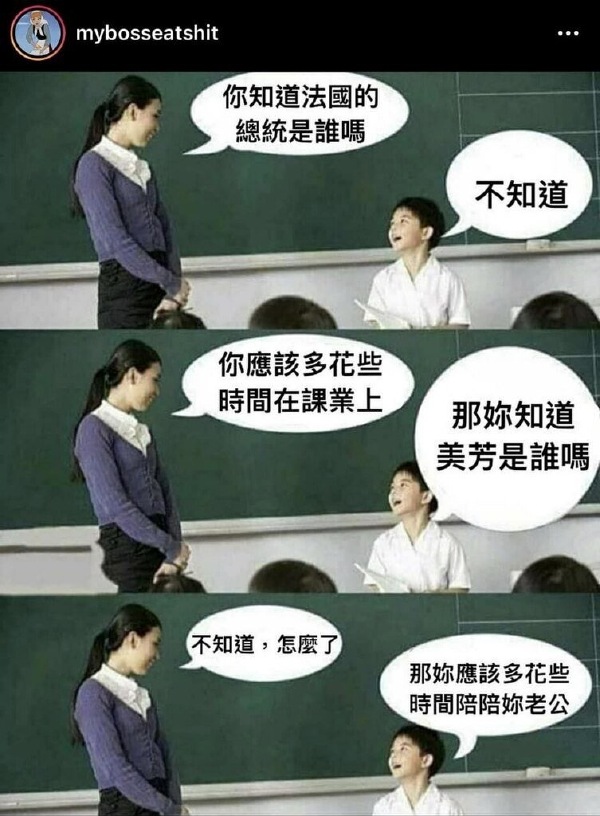 mybosseatshit
你知道法國的
總統是誰嗎
不知道
你應該多花些
時間在課業上
那妳知道
美芳是誰嗎
不知道，怎麼了
那妳應該多花些
時間陪陪妳老公